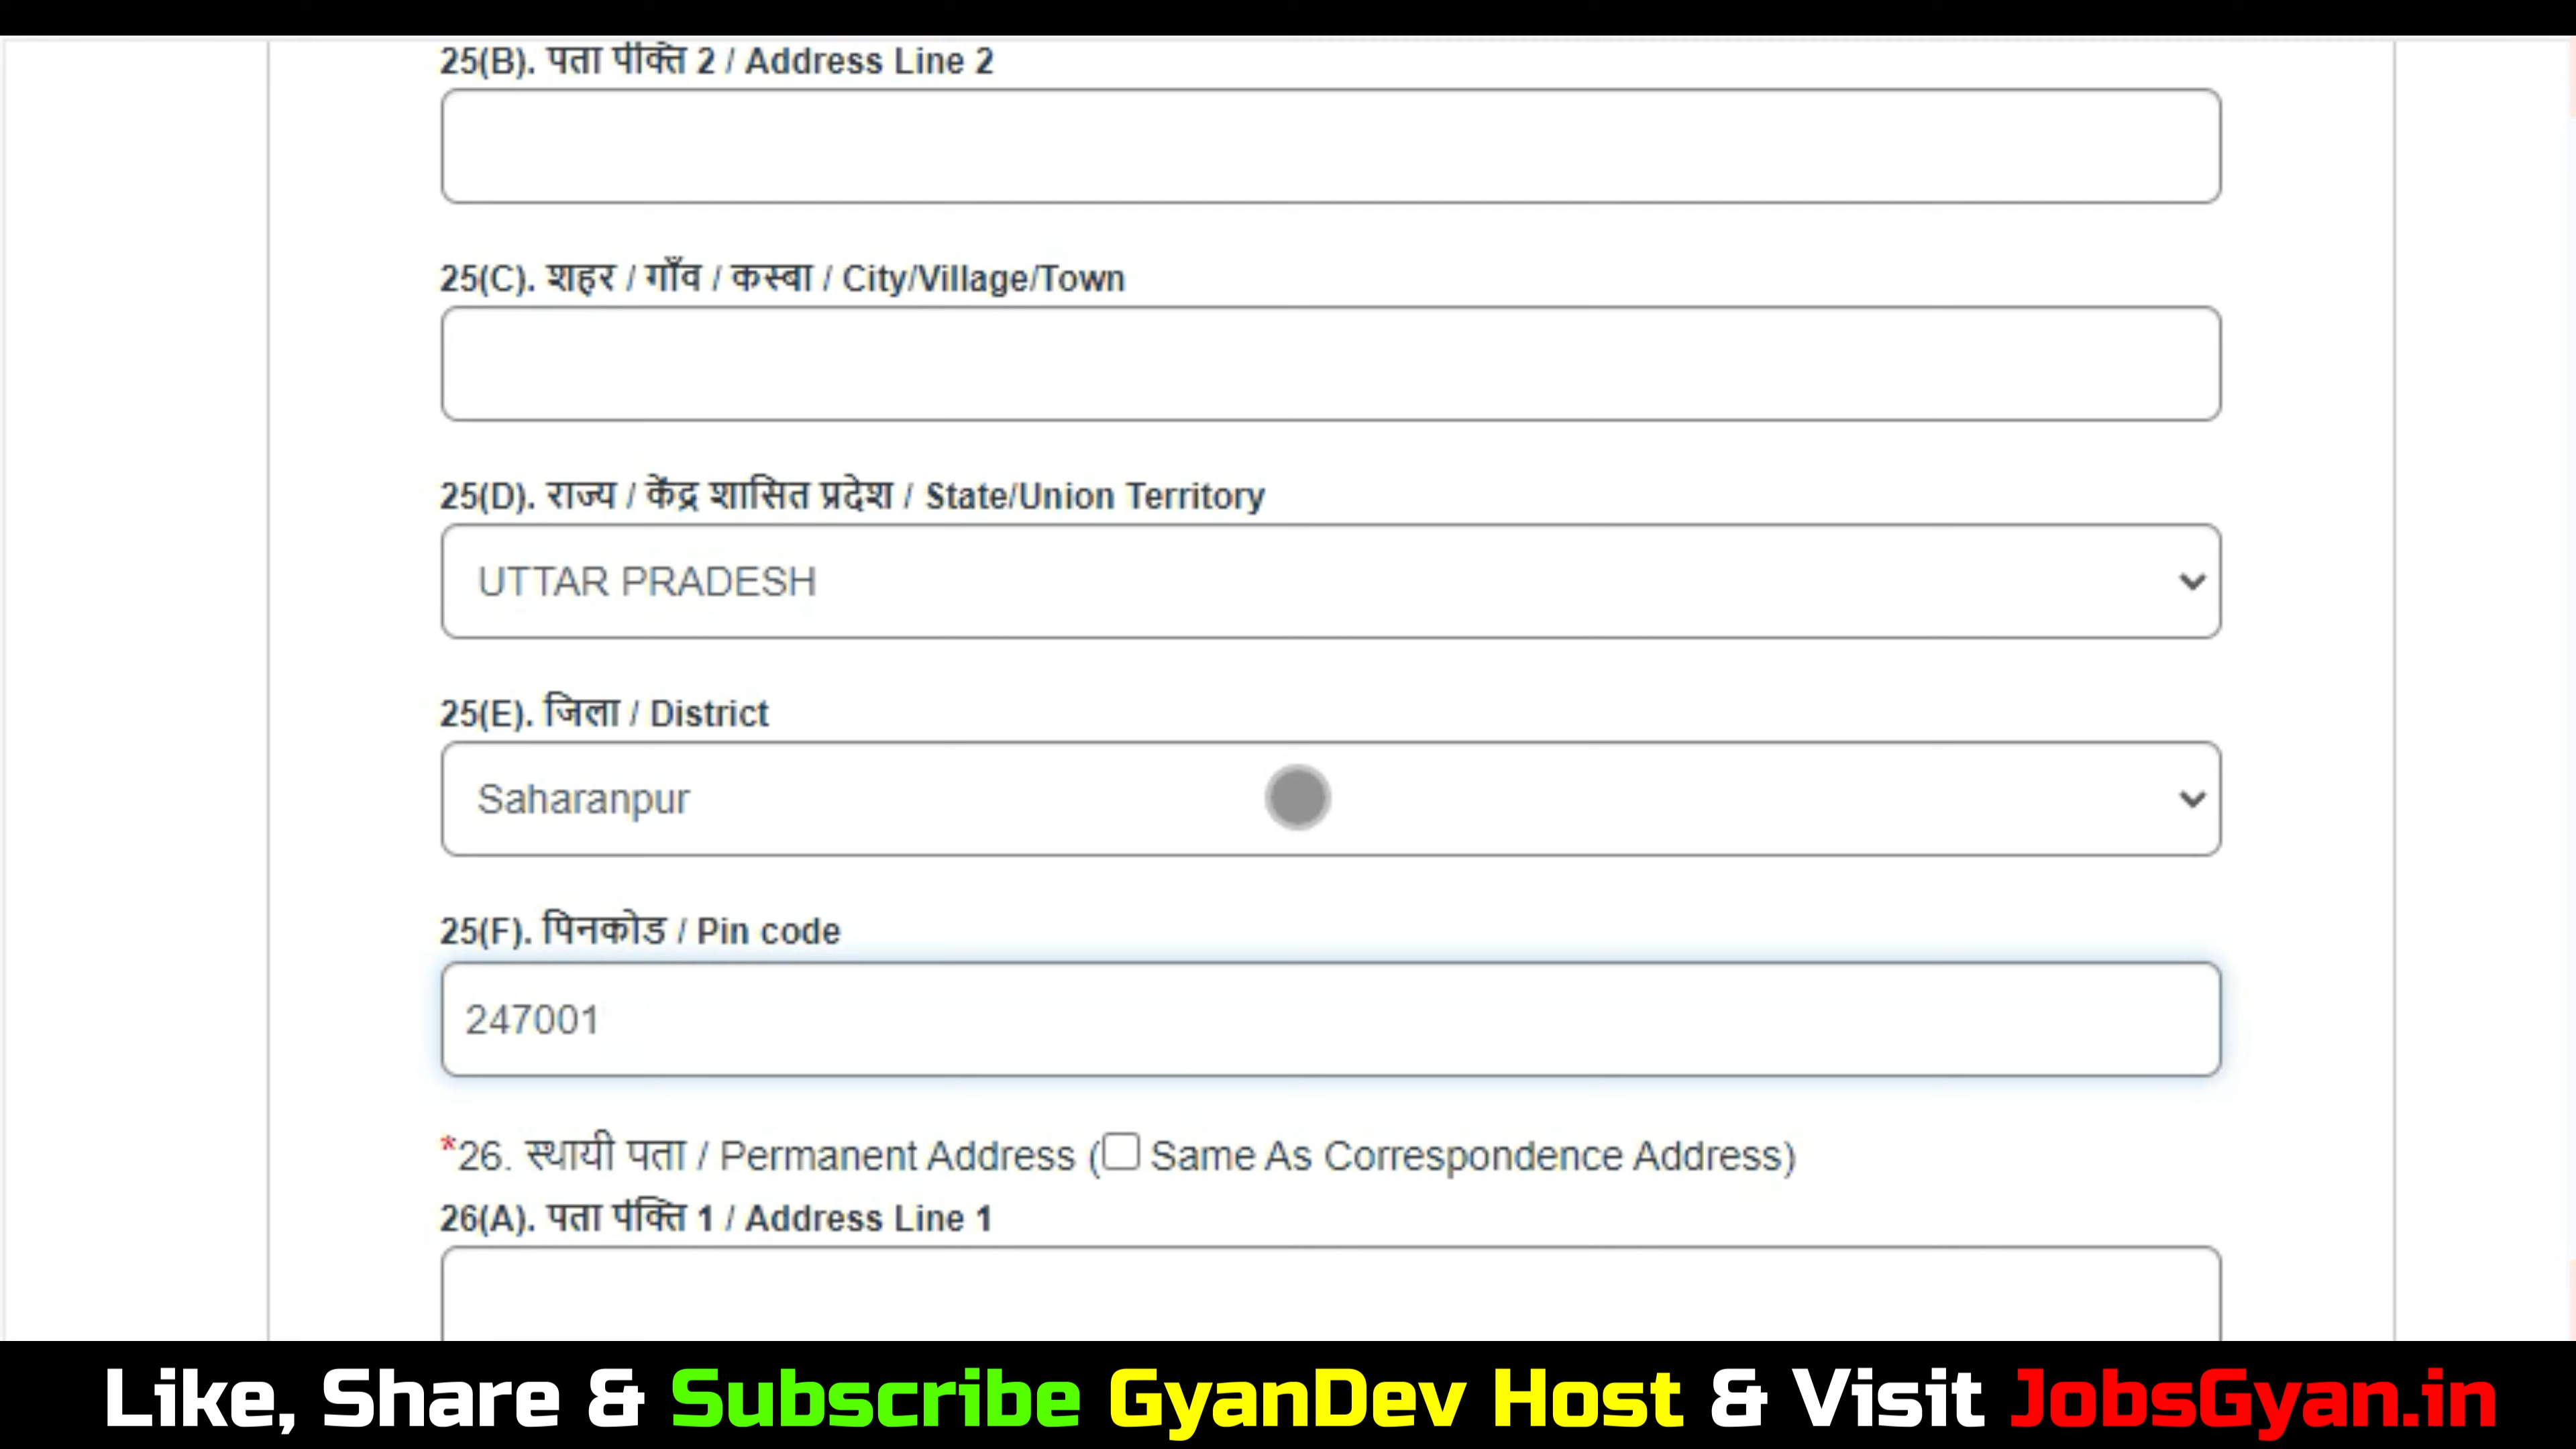 25(B). पता पंक्ति 2 / Address Line 2
25(C). शहर / गाँव / कस्बा / City/Village/Town
25(D). राज्य / केंद्र शासित प्रदेश / State/Union Territory
UTTAR PRADESH
25(E). जिला / District
Saharanpur
25(F). पिनकोड / Pin code
247001
*26. स्थायी पता / Permanent Address ( Same As Correspondence Address)
26(A). पता पंक्ति 1 / Address Line 1
Like, Share & Subscribe GyanDev Host & Visit JobsGyan.in